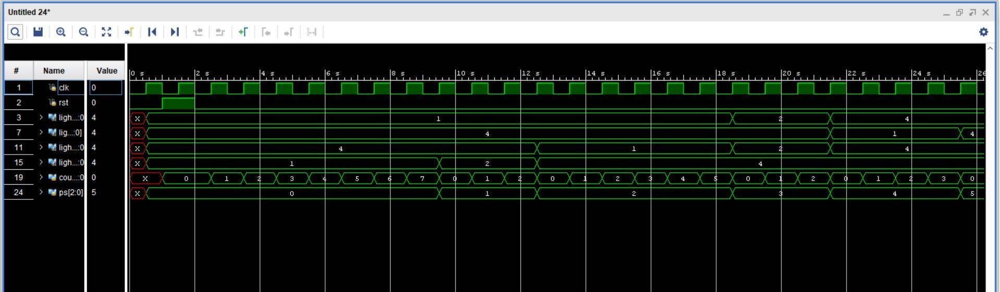 Untitled 24*
# Name Value
0 s 2 s 4 s 6 s 8 s 10 s 12 s 14 s 16 s 18 s 20 s 22 s 24 s 26
1 clk 0
2 rst 0
3 ligh...:0 4 X 1 2 4
7 lig...:0] 4 X 4 1 4
11 ligh...:0 4 X 4 1 2 4
15 ligh...:0 4 X 1 2 4
19 cou...:0 0 X 0 1 2 3 4 5 6 7 0 1 2 0 1 2 3 4 5 0 1 2 0 1 2 3 0
24 ps[2:0] 5 X 0 1 2 3 4 5